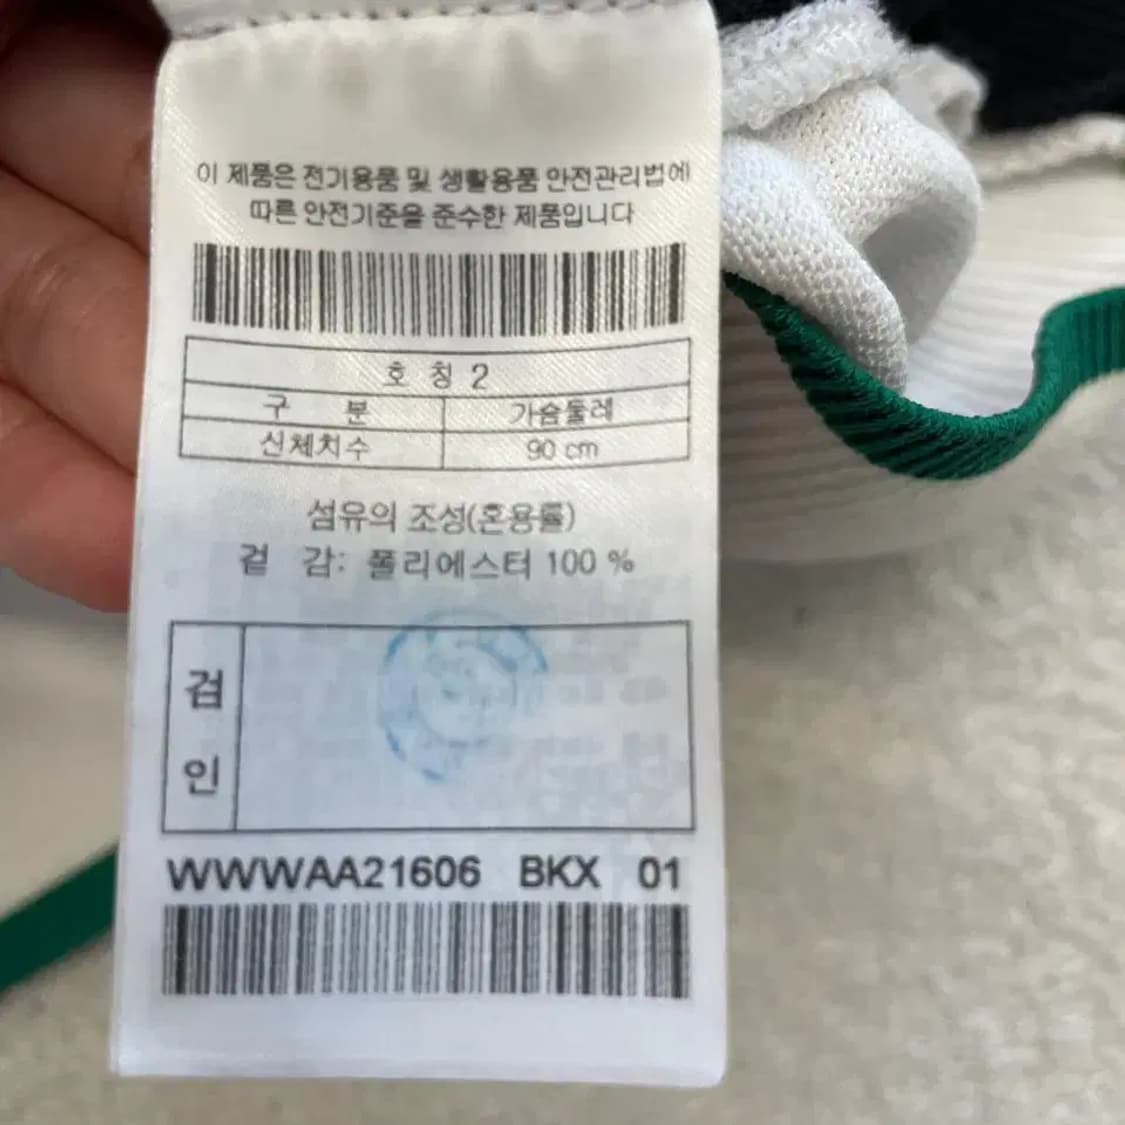 이 제품은 전기용품 및 생활용품 안전관리법에
따른 안전기준을 준수한 제품입니다
호 칭 2
구 분 가슴둘레
신체치수 90 cm
섬유의 조성(혼용률)
겉 감: 폴리에스터 100 %
검
인
WWWAA21606 BKX 01